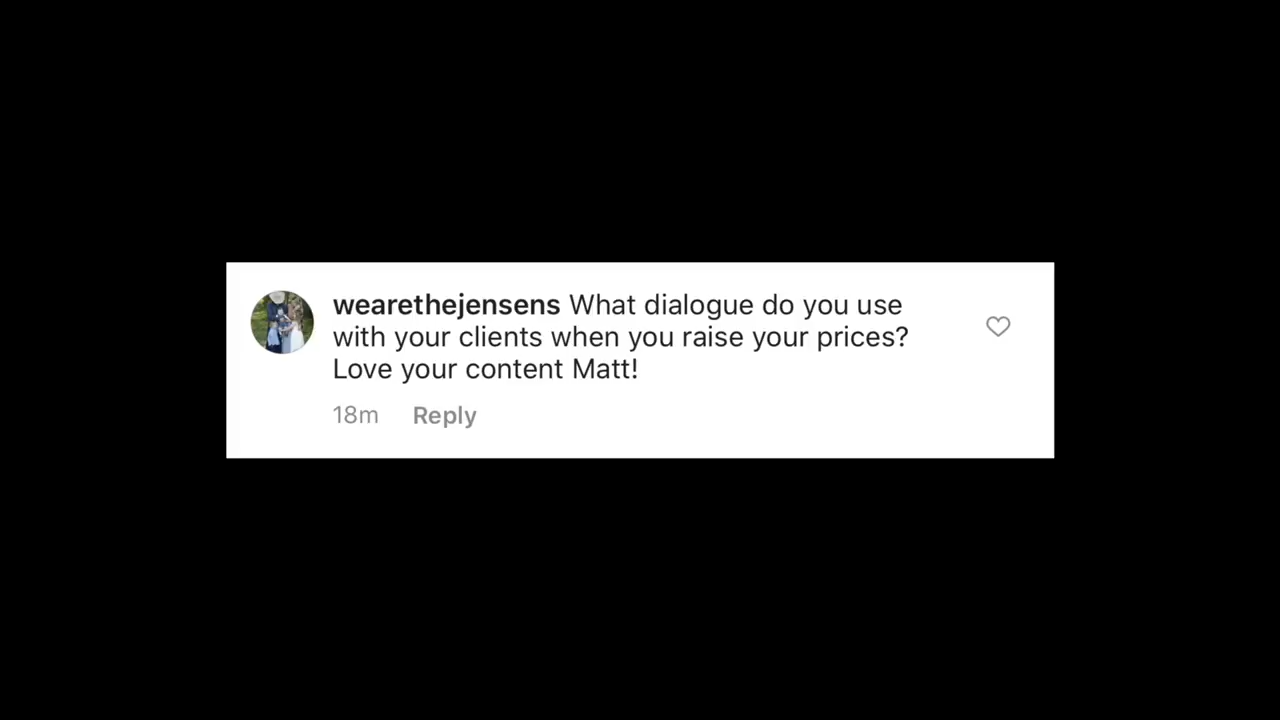 wearethejensens What dialogue do you use
with your clients when you raise your prices?
Love your content Matt!
18m Reply